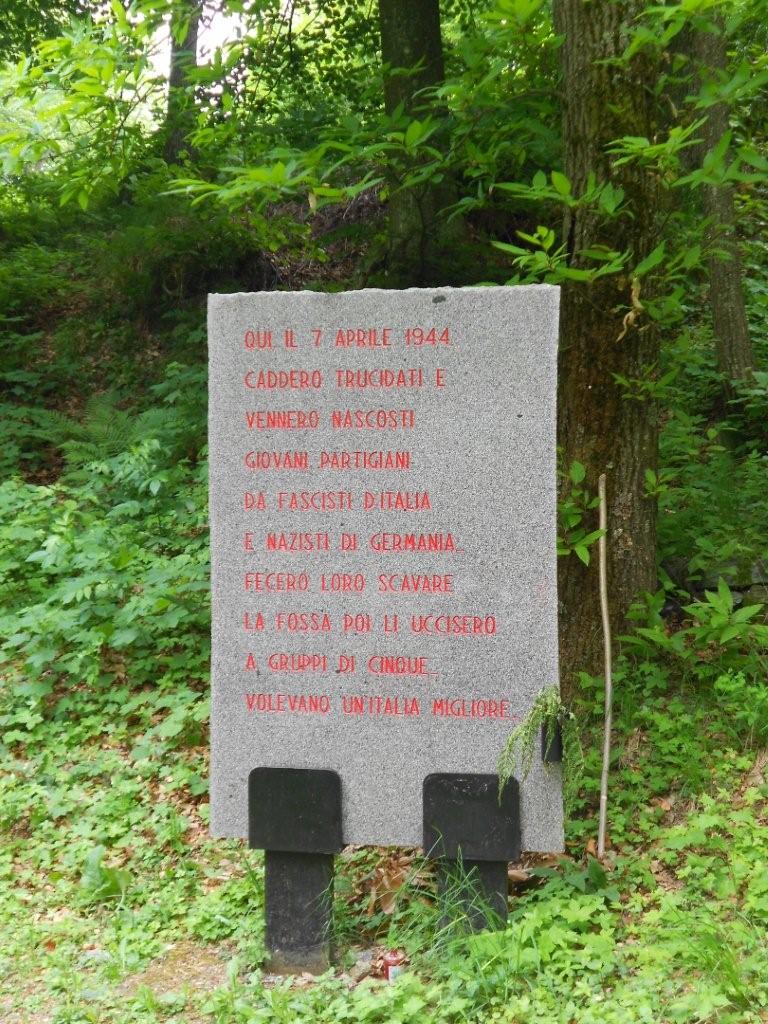 QUI IL 7 APRILE 1944
CADDERO TRUCIDATI E
VENNERO NASCOSTI
GIOVANI PARTIGIANI
DA FASCISTI D'ITALIA
E NAZISTI DI GERMANIA...
FECERO LORO SCAVARE
LA FOSSA POI LI UCCISERO
A GRUPPI DI CINQUE...
VOLEVANO UN'ITALIA MIGLIORE...